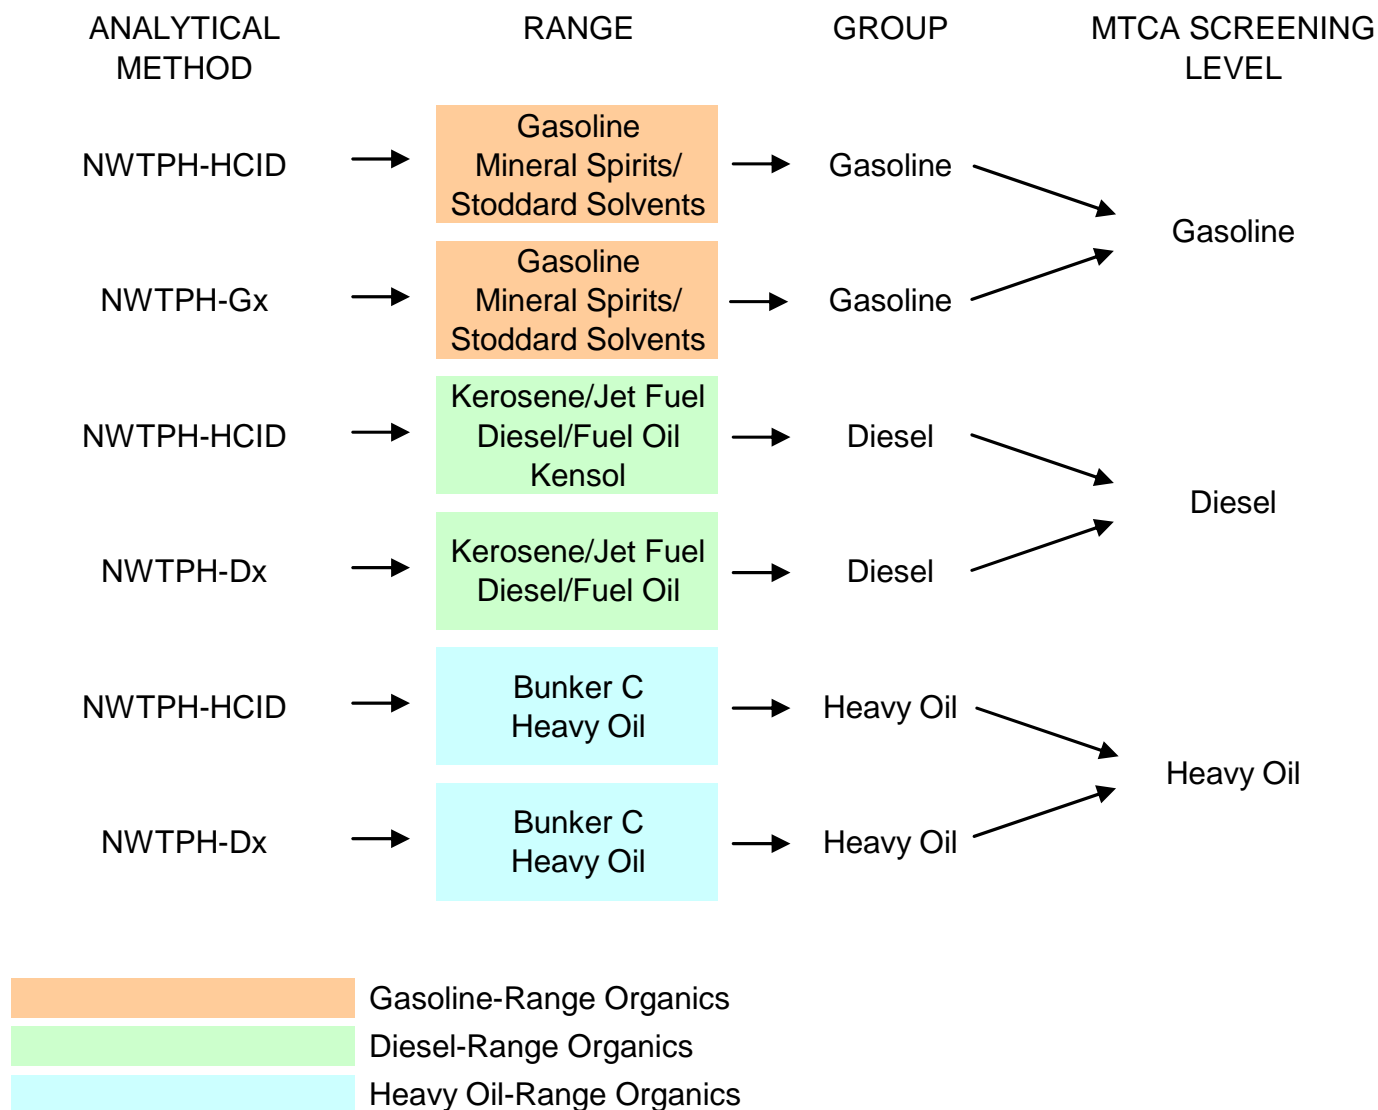 ANALYTICAL
METHOD
RANGE
GROUP
MTCA SCREENING
LEVEL
NWTPH-HCID
Gasoline
Mineral Spirits/
Stoddard Solvents
Gasoline
Gasoline
NWTPH-Gx
Gasoline
Mineral Spirits/
Stoddard Solvents
Gasoline
NWTPH-HCID
Kerosene/Jet Fuel
Diesel/Fuel Oil
Kensol
Diesel
Diesel
NWTPH-Dx
Kerosene/Jet Fuel
Diesel/Fuel Oil
Diesel
NWTPH-HCID
Bunker C
Heavy Oil
Heavy Oil
Heavy Oil
NWTPH-Dx
Bunker C
Heavy Oil
Heavy Oil
Gasoline-Range Organics
Diesel-Range Organics
Heavy Oil-Range Organics